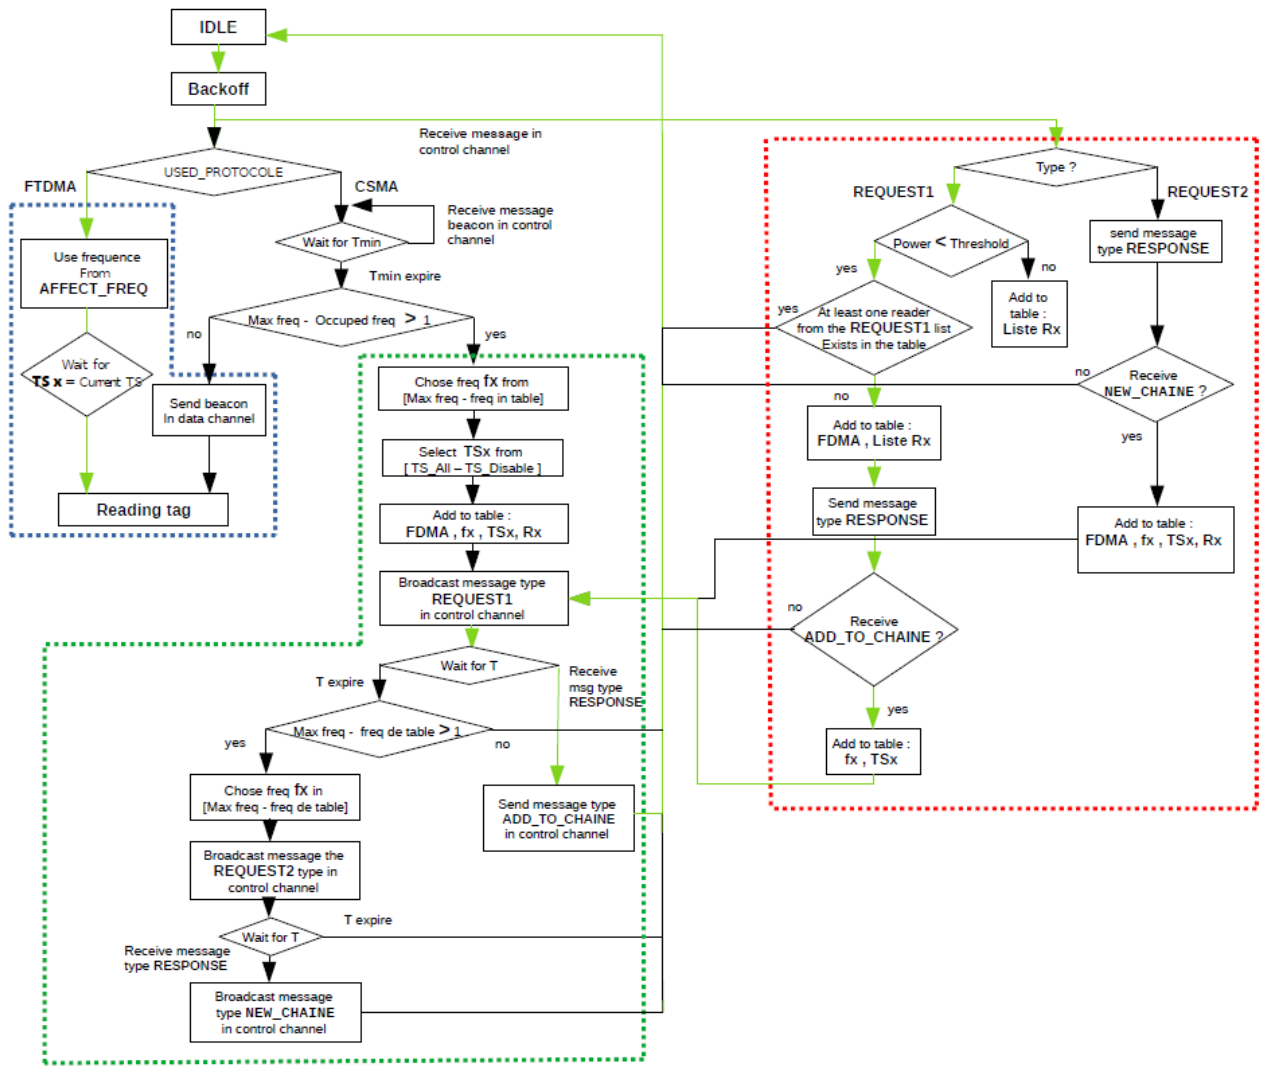 IDLE
Backoff
Receive message in
control channel
USED_PROTOCOLE
FTDMA
CSMA
Receive message
beacon in control
channel
Wait for Tmin
Tmin expire
Use frequence
From
AFFECT_FREQ
Max freq - Occuped freq > 1
no
yes
Wait for
TS x = Current TS
Send beacon
In data channel
Reading tag
Chose freq fx from
[Max freq - freq in table]
Select TSx from
[ TS_All – TS_Disable ]
Add to table :
FDMA , fx , TSx, Rx
Broadcast message type
REQUEST1
in control channel
Wait for T
T expire
Receive
msg type
RESPONSE
Max freq - freq de table > 1
yes
no
Chose freq fx in
[Max freq - freq de table]
Send message type
ADD_TO_CHAINE
in control channel
Broadcast message the
REQUEST2 type in
control channel
Wait for T
T expire
Receive message
type RESPONSE
Broadcast message
type NEW_CHAINE
in control channel
Type ?
REQUEST1
REQUEST2
Power < Threshold
send message
type RESPONSE
yes
no
Add to
table :
Liste Rx
yes
At least one reader
from the REQUEST1 list
Exists in the table
no
no
Receive
NEW_CHAINE ?
yes
Add to table :
FDMA , Liste Rx
Send message
type RESPONSE
Add to table :
FDMA , fx , TSx, Rx
no
Receive
ADD_TO_CHAINE ?
yes
Add to table :
fx , TSx